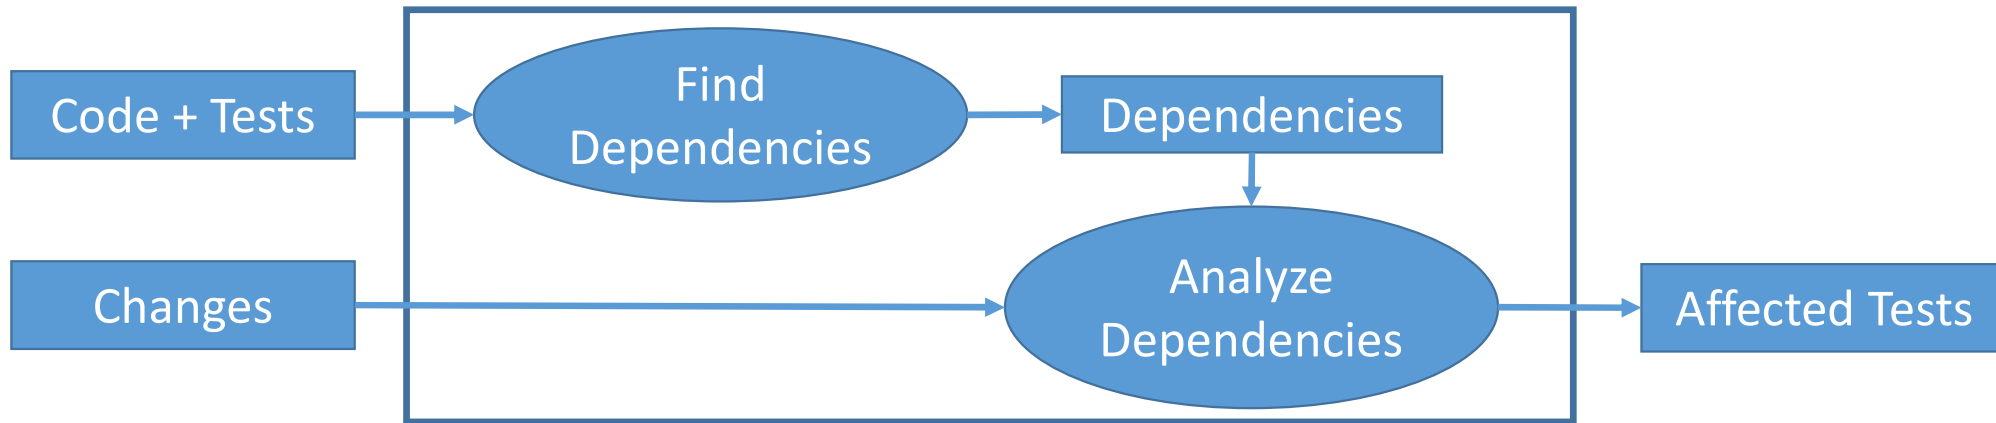 Code + Tests
Find
Dependencies
Dependencies
Changes
Analyze
Dependencies
Affected Tests